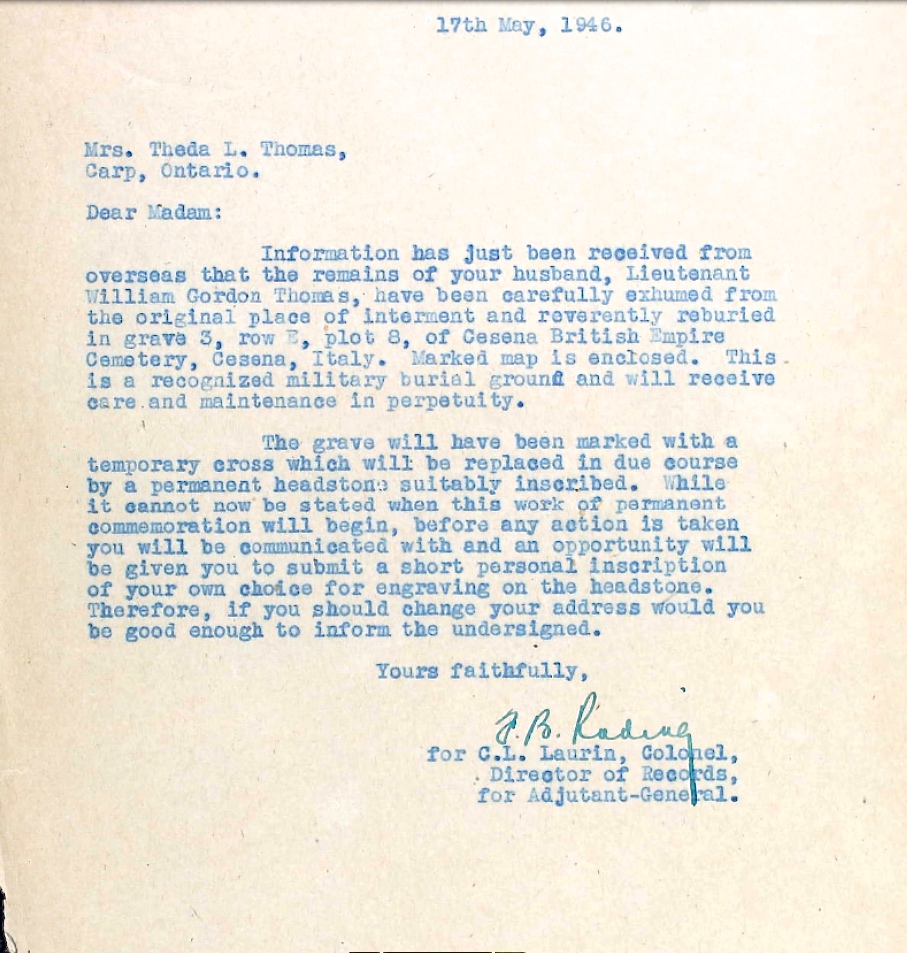 17th May, 1946.
Mrs. Theda L. Thomas,
Carp, Ontario.
Dear Madam:
Information has just been received from
overseas that the remains of your husband, Lieutenant
William Gordon Thomas, have been carefully exhumed from
the original place of interment and reverently reburied
in grave 3, row E, plot 8, of Cesena British Empire
Cemetery, Cesena, Italy. Marked map is enclosed. This
is a recognized military burial ground and will receive
care and maintenance in perpetuity.
The grave will have been marked with a
temporary cross which will be replaced in due course
by a permanent headstone suitably inscribed. While
it cannot now be stated when this work of permanent
commemoration will begin, before any action is taken
you will be communicated with and an opportunity will
be given you to submit a short personal inscription
of your own choice for engraving on the headstone.
Therefore, if you should change your address would you
be good enough to inform the undersigned.
Yours faithfully,
B.
for C.L. Laurin, Colonel,
Director of Records,
for Adjutant-General.